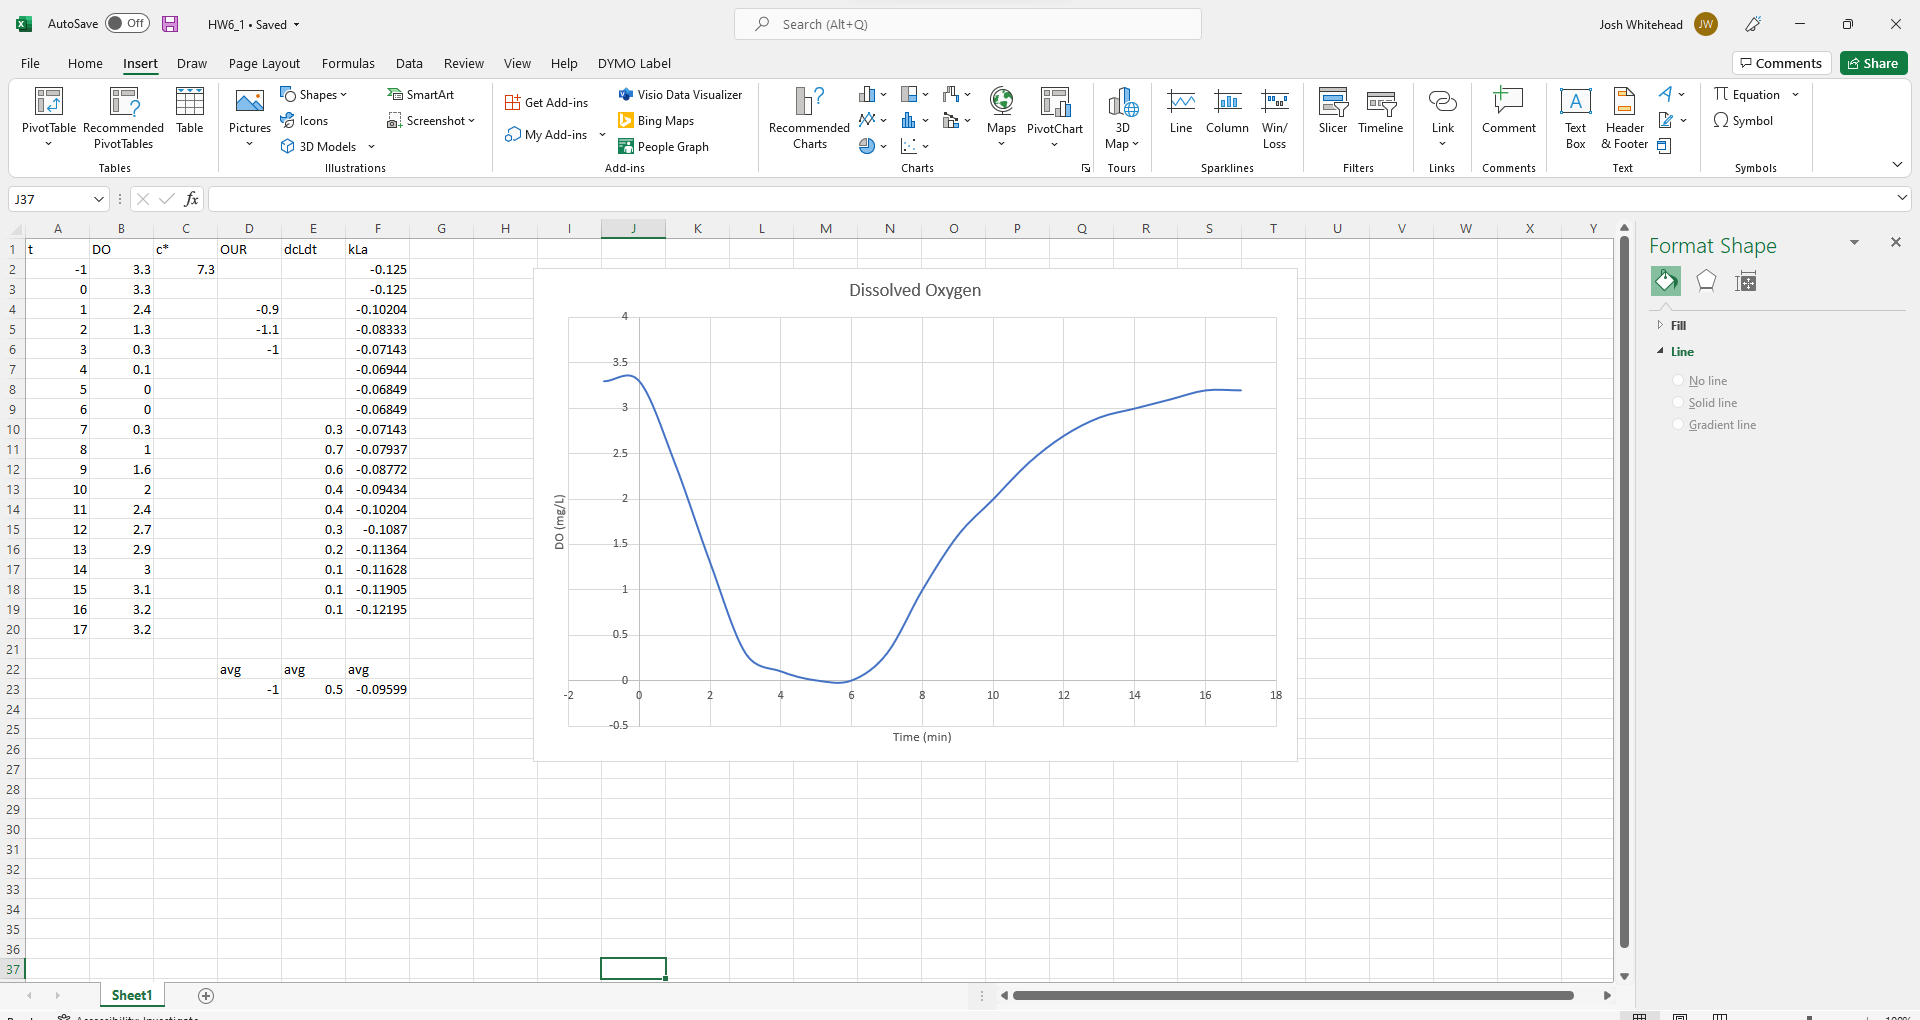 AutoSave Off HW6_1 • Saved Search (Alt+Q) Josh Whitehead JW
File Home Insert Draw Page Layout Formulas Data Review View Help DYMO Label Comments Share
PivotTable
Recommended PivotTables
Table
Tables
Pictures
Shapes
Icons
3D Models
SmartArt
Screenshot
Illustrations
Get Add-ins
My Add-ins
Visio Data Visualizer
Bing Maps
People Graph
Add-ins
Recommended Charts
Maps
PivotChart
Charts
3D Map
Tours
Line
Column
Win/Loss
Sparklines
Slicer
Timeline
Filters
Link
Links
Comment
Comments
Text Box
Header & Footer
Text
Equation
Symbol
Symbols
J37 fx
A B C D E F G H I J K L M N O P Q R S T U V W X Y
1 t DO c* OUR dcLdt kLa
2 -1 3.3 7.3 -0.125
3 0 3.3 -0.125
4 1 2.4 -0.9 -0.10204
5 2 1.3 -1.1 -0.08333
6 3 0.3 -1 -0.07143
7 4 0.1 -0.06944
8 5 0 -0.06849
9 6 0 -0.06849
10 7 0.3 0.3 -0.07143
11 8 1 0.7 -0.07937
12 9 1.6 0.6 -0.08772
13 10 2 0.4 -0.09434
14 11 2.4 0.4 -0.10204
15 12 2.7 0.3 -0.1087
16 13 2.9 0.2 -0.11364
17 14 3 0.1 -0.11628
18 15 3.1 0.1 -0.11905
19 16 3.2 0.1 -0.12195
20 17 3.2
21
22 avg avg avg
23 -1 0.5 -0.09599
24
25
26
27
28
29
30
31
32
33
34
35
36
37
Dissolved Oxygen
4
3.5
3
2.5
2
1.5
1
0.5
0
-0.5
DO (mg/L)
-2 0 2 4 6 8 10 12 14 16 18
Time (min)
Format Shape
Fill
Line
No line
Solid line
Gradient line
Sheet1